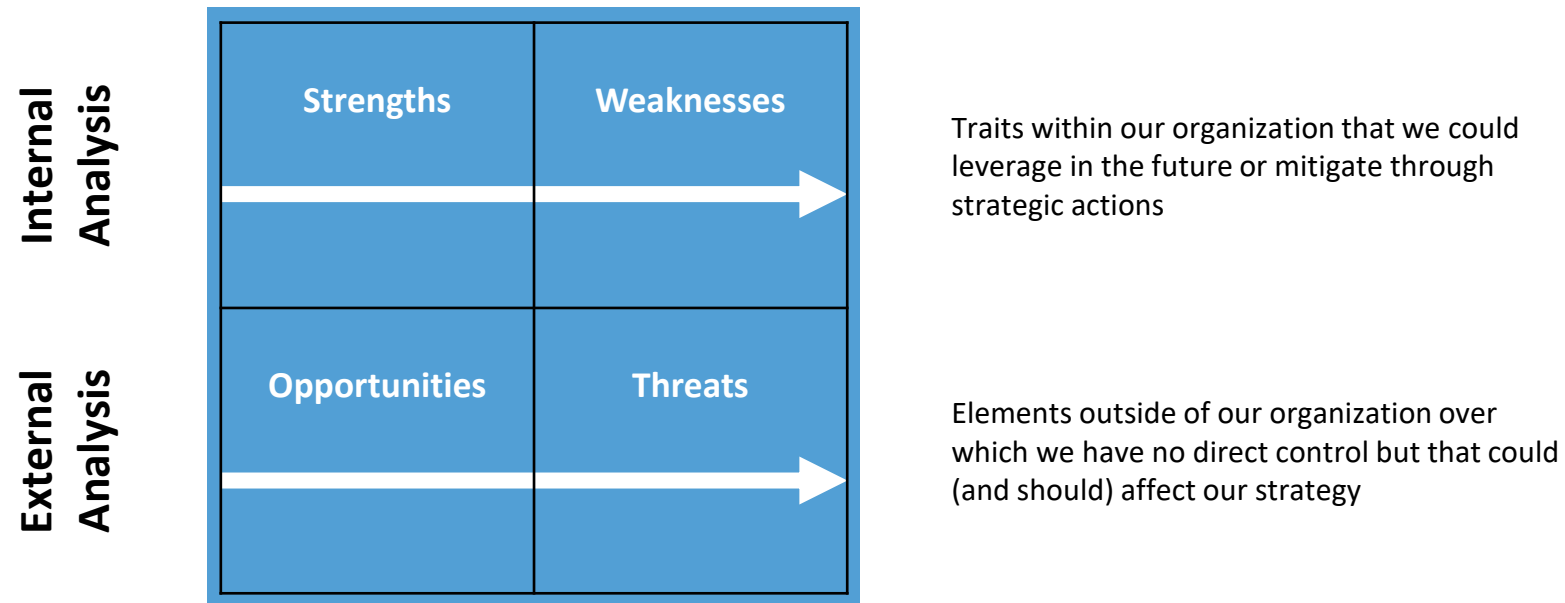 Internal
Analysis
Strengths
Weaknesses
Traits within our organization that we could
leverage in the future or mitigate through
strategic actions
External
Analysis
Opportunities
Threats
Elements outside of our organization over
which we have no direct control but that could
(and should) affect our strategy